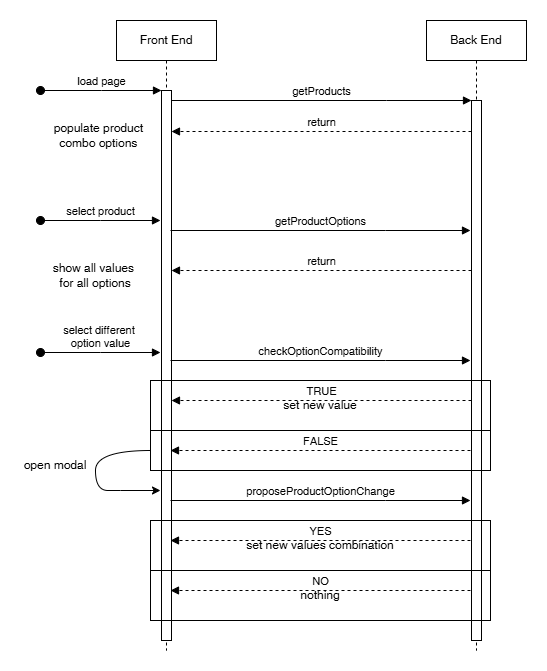 Front End
Back End
load page
getProducts
return
populate product
combo options
select product
getProductOptions
return
show all values
for all options
select different
option value
checkOptionCompatibility
TRUE
set new value
FALSE
open modal
proposeProductOptionChange
YES
set new values combination
NO
nothing